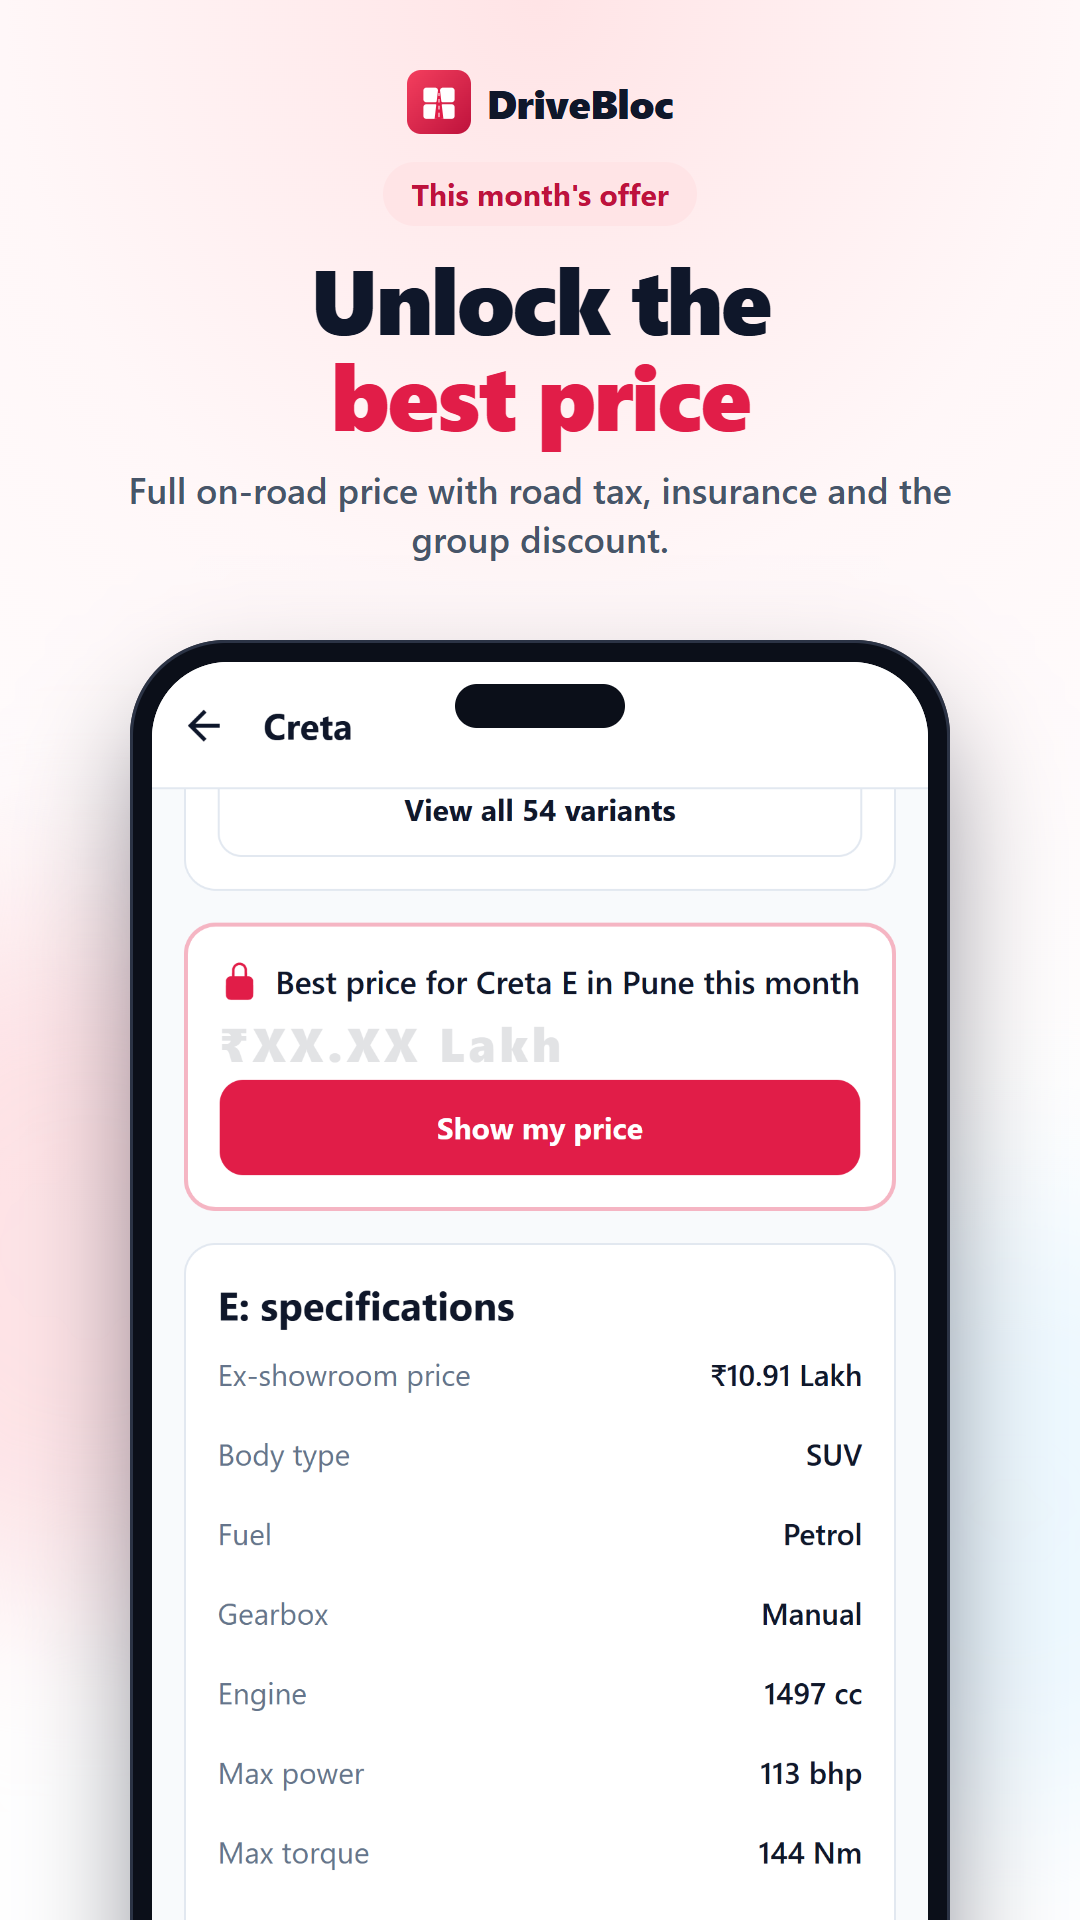 DriveBloc
This month's offer
Unlock the
best price
Full on-road price with road tax, insurance and the
group discount.
Creta
View all 54 variants
Best price for Creta E in Pune this month
₹XX.XX Lakh
Show my price
E: specifications
Ex-showroom price ₹10.91 Lakh
Body type SUV
Fuel Petrol
Gearbox Manual
Engine 1497 cc
Max power 113 bhp
Max torque 144 Nm